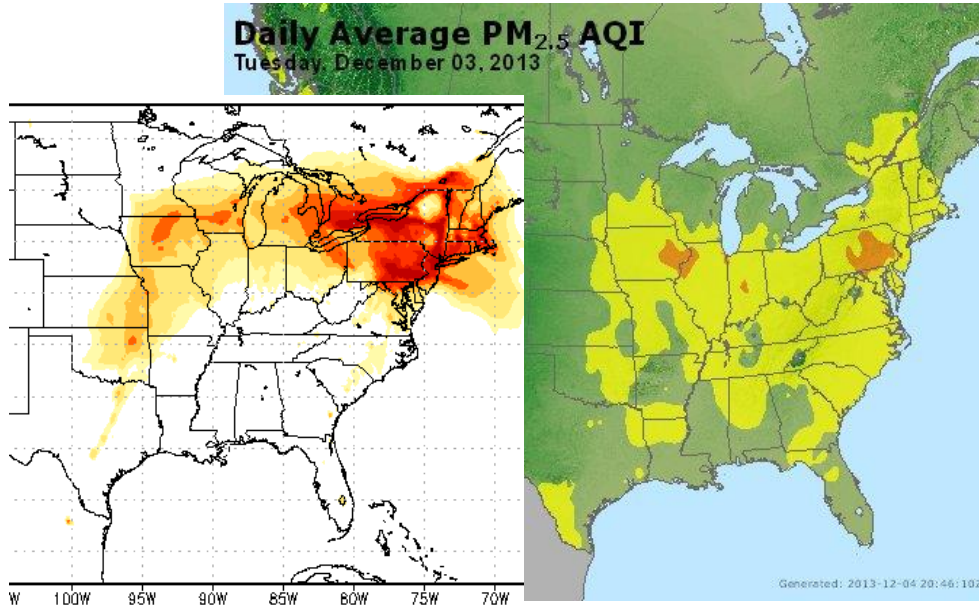 Daily Average PM2.5 AQI
Tuesday, December 03, 2013
W 100W 95W 90W 85W 80W 75W 70W
Generated: 2013-12-04 20:46:10Z